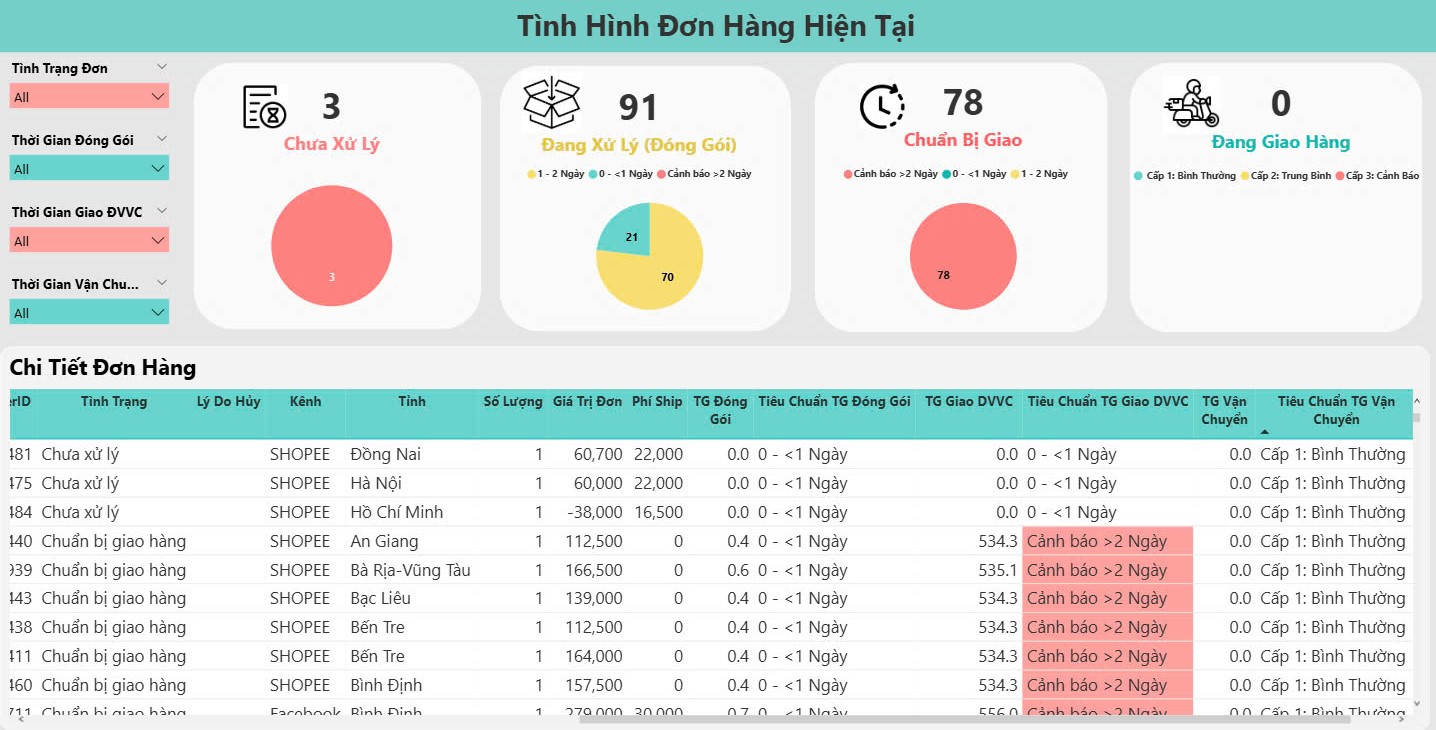 Tình Hình Đơn Hàng Hiện Tại
Tình Trạng Đơn
All
Thời Gian Đóng Gói
All
Thời Gian Giao ĐVVC
All
Thời Gian Vận Chu...
All
3
Chưa Xử Lý
3
91
Đang Xử Lý (Đóng Gói)
1 - 2 Ngày 0 - <1 Ngày Cảnh báo >2 Ngày
21
70
78
Chuẩn Bị Giao
Cảnh báo >2 Ngày 0 - <1 Ngày 1 - 2 Ngày
78
0
Đang Giao Hàng
Cấp 1: Bình Thường Cấp 2: Trung Bình Cấp 3: Cảnh Báo
Chi Tiết Đơn Hàng
erID Tình Trạng Lý Do Hủy Kênh Tỉnh Số Lượng Giá Trị Đơn Phí Ship TG Đóng Gói Tiêu Chuẩn TG Đóng Gói TG Giao DVVC Tiêu Chuẩn TG Giao DVVC TG Vận Chuyển Tiêu Chuẩn TG Vận Chuyển
481 Chưa xử lý SHOPEE Đồng Nai 1 60,700 22,000 0.0 0 - <1 Ngày 0.0 0 - <1 Ngày 0.0 Cấp 1: Bình Thường
475 Chưa xử lý SHOPEE Hà Nội 1 60,000 22,000 0.0 0 - <1 Ngày 0.0 0 - <1 Ngày 0.0 Cấp 1: Bình Thường
484 Chưa xử lý SHOPEE Hồ Chí Minh 1 -38,000 16,500 0.0 0 - <1 Ngày 0.0 0 - <1 Ngày 0.0 Cấp 1: Bình Thường
440 Chuẩn bị giao hàng SHOPEE An Giang 1 112,500 0 0.4 0 - <1 Ngày 534.3 Cảnh báo >2 Ngày 0.0 Cấp 1: Bình Thường
939 Chuẩn bị giao hàng SHOPEE Bà Rịa-Vũng Tàu 1 166,500 0 0.6 0 - <1 Ngày 535.1 Cảnh báo >2 Ngày 0.0 Cấp 1: Bình Thường
443 Chuẩn bị giao hàng SHOPEE Bạc Liêu 1 139,000 0 0.4 0 - <1 Ngày 534.3 Cảnh báo >2 Ngày 0.0 Cấp 1: Bình Thường
438 Chuẩn bị giao hàng SHOPEE Bến Tre 1 112,500 0 0.4 0 - <1 Ngày 534.3 Cảnh báo >2 Ngày 0.0 Cấp 1: Bình Thường
411 Chuẩn bị giao hàng SHOPEE Bến Tre 1 164,000 0 0.4 0 - <1 Ngày 534.3 Cảnh báo >2 Ngày 0.0 Cấp 1: Bình Thường
460 Chuẩn bị giao hàng SHOPEE Bình Định 1 157,500 0 0.4 0 - <1 Ngày 534.3 Cảnh báo >2 Ngày 0.0 Cấp 1: Bình Thường
711 Chuẩn bị giao hàng Facebook Bình Định 1 279,000 30,000 0.7 0 - <1 Ngày 556.0 Cảnh báo >2 Ngày 0.0 Cấp 1: Bình Thường